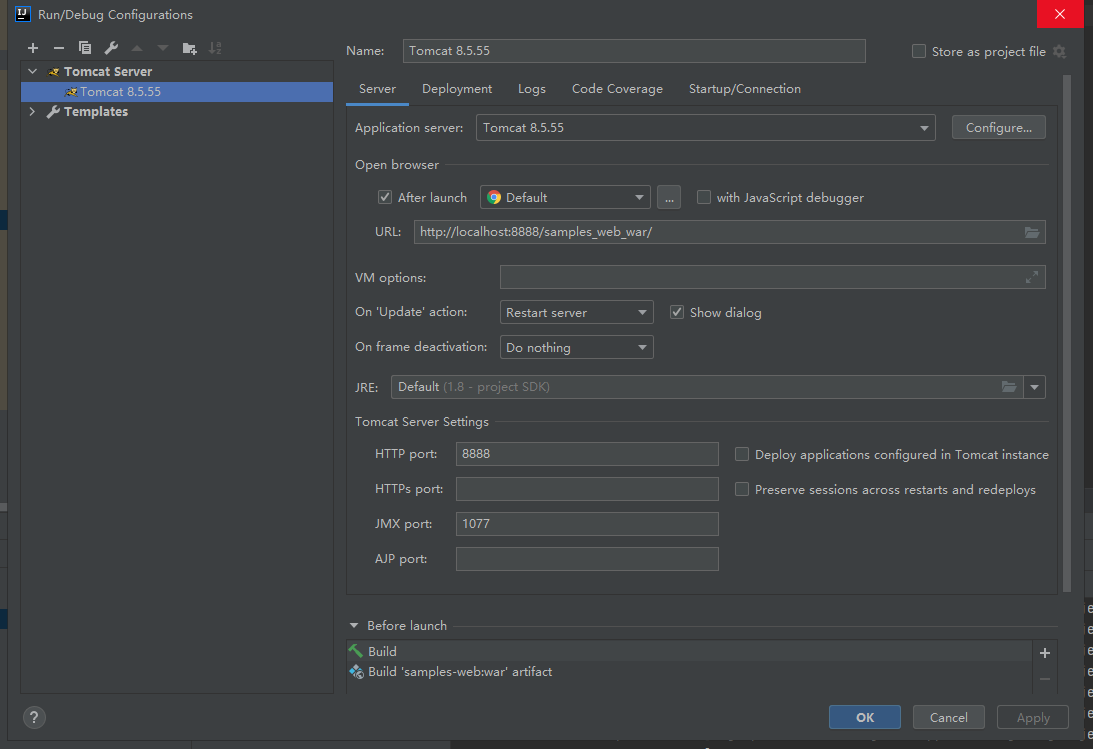 Run/Debug Configurations
Name: Tomcat 8.5.55 Store as project file
Tomcat Server
Tomcat 8.5.55
Templates
Server Deployment Logs Code Coverage Startup/Connection
Application server: Tomcat 8.5.55 Configure...
Open browser
After launch Default ... with JavaScript debugger
URL: http://localhost:8888/samples_web_war/
VM options:
On 'Update' action: Restart server Show dialog
On frame deactivation: Do nothing
JRE: Default (1.8 - project SDK)
Tomcat Server Settings
HTTP port: 8888 Deploy applications configured in Tomcat instance
HTTPs port: Preserve sessions across restarts and redeploys
JMX port: 1077
AJP port:
Before launch
Build
Build 'samples-web:war' artifact
? OK Cancel Apply